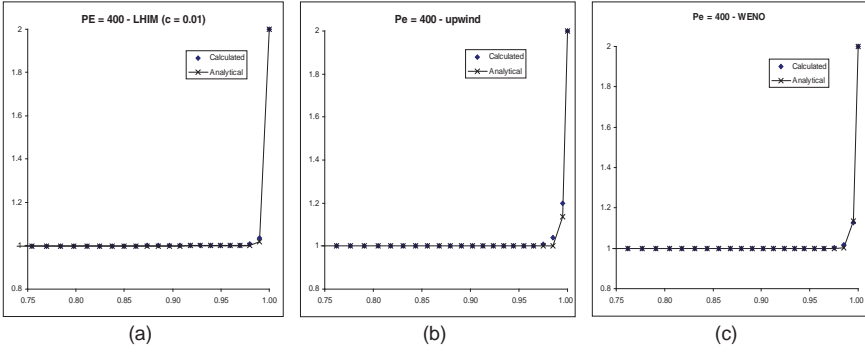 PE = 400 - LHIM (c = 0.01)
2
1.8
1.6
1.4
1.2
1
0.8
Calculated
Analytical
0.75 0.80 0.85 0.90 0.95 1.00
(a)
Pe = 400 - upwind
2
1.8
1.6
1.4
1.2
1
0.8
Calculated
Analytical
0.75 0.80 0.85 0.90 0.95 1.00
(b)
Pe = 400 - WENO
2
1.8
1.6
1.4
1.2
1
0.8
Calculated
Analytical
0.75 0.80 0.85 0.90 0.95 1.00
(c)